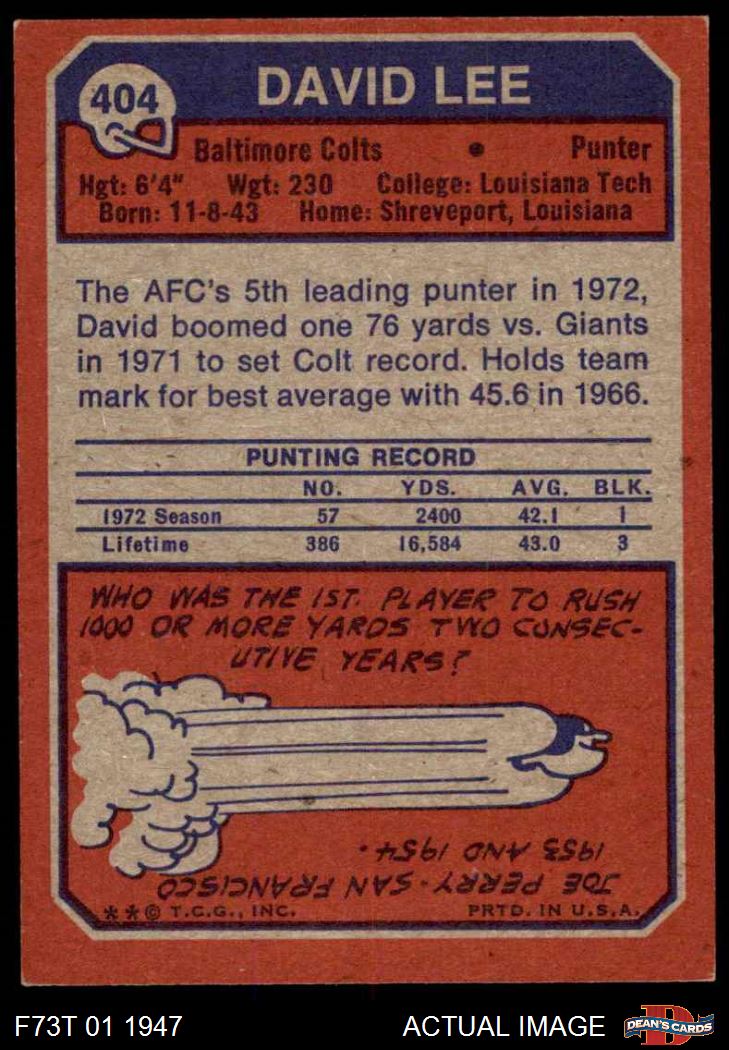 404
DAVID LEE
Baltimore Colts • Punter
Hgt: 6'4" Wgt: 230 College: Louisiana Tech
Born: 11-8-43 Home: Shreveport, Louisiana
The AFC's 5th leading punter in 1972,
David boomed one 76 yards vs. Giants
in 1971 to set Colt record. Holds team
mark for best average with 45.6 in 1966.
PUNTING RECORD
NO. YDS. AVG. BLK.
1972 Season 57 2400 42.1 1
Lifetime 386 16,584 43.0 3
WHO WAS THE 1ST. PLAYER TO RUSH
1000 OR MORE YARDS TWO CONSEC-
UTIVE YEARS?
JOE PERRY-SAN FRANCISCO
1953 AND 1954.
** © T.C.G., INC. PRTD. IN U.S.A.
F73T 01 1947 ACTUAL IMAGE
D
DEAN'S CARDS